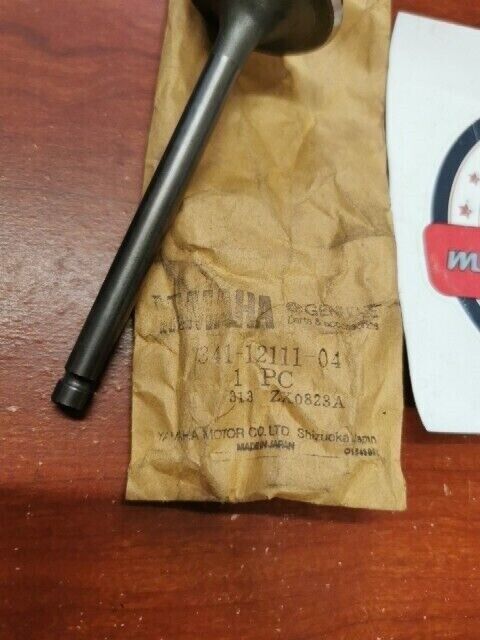 YAMAHA
GENUINE
Parts & accessories
341-12111-04
1 PC
313 ZX0828A
YAMAHA MOTOR CO.LTD. Shizuoka Japan
MADE IN JAPAN